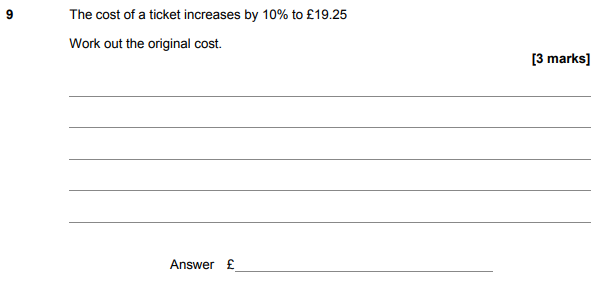 9 The cost of a ticket increases by 10% to £19.25
Work out the original cost.
[3 marks]
Answer £